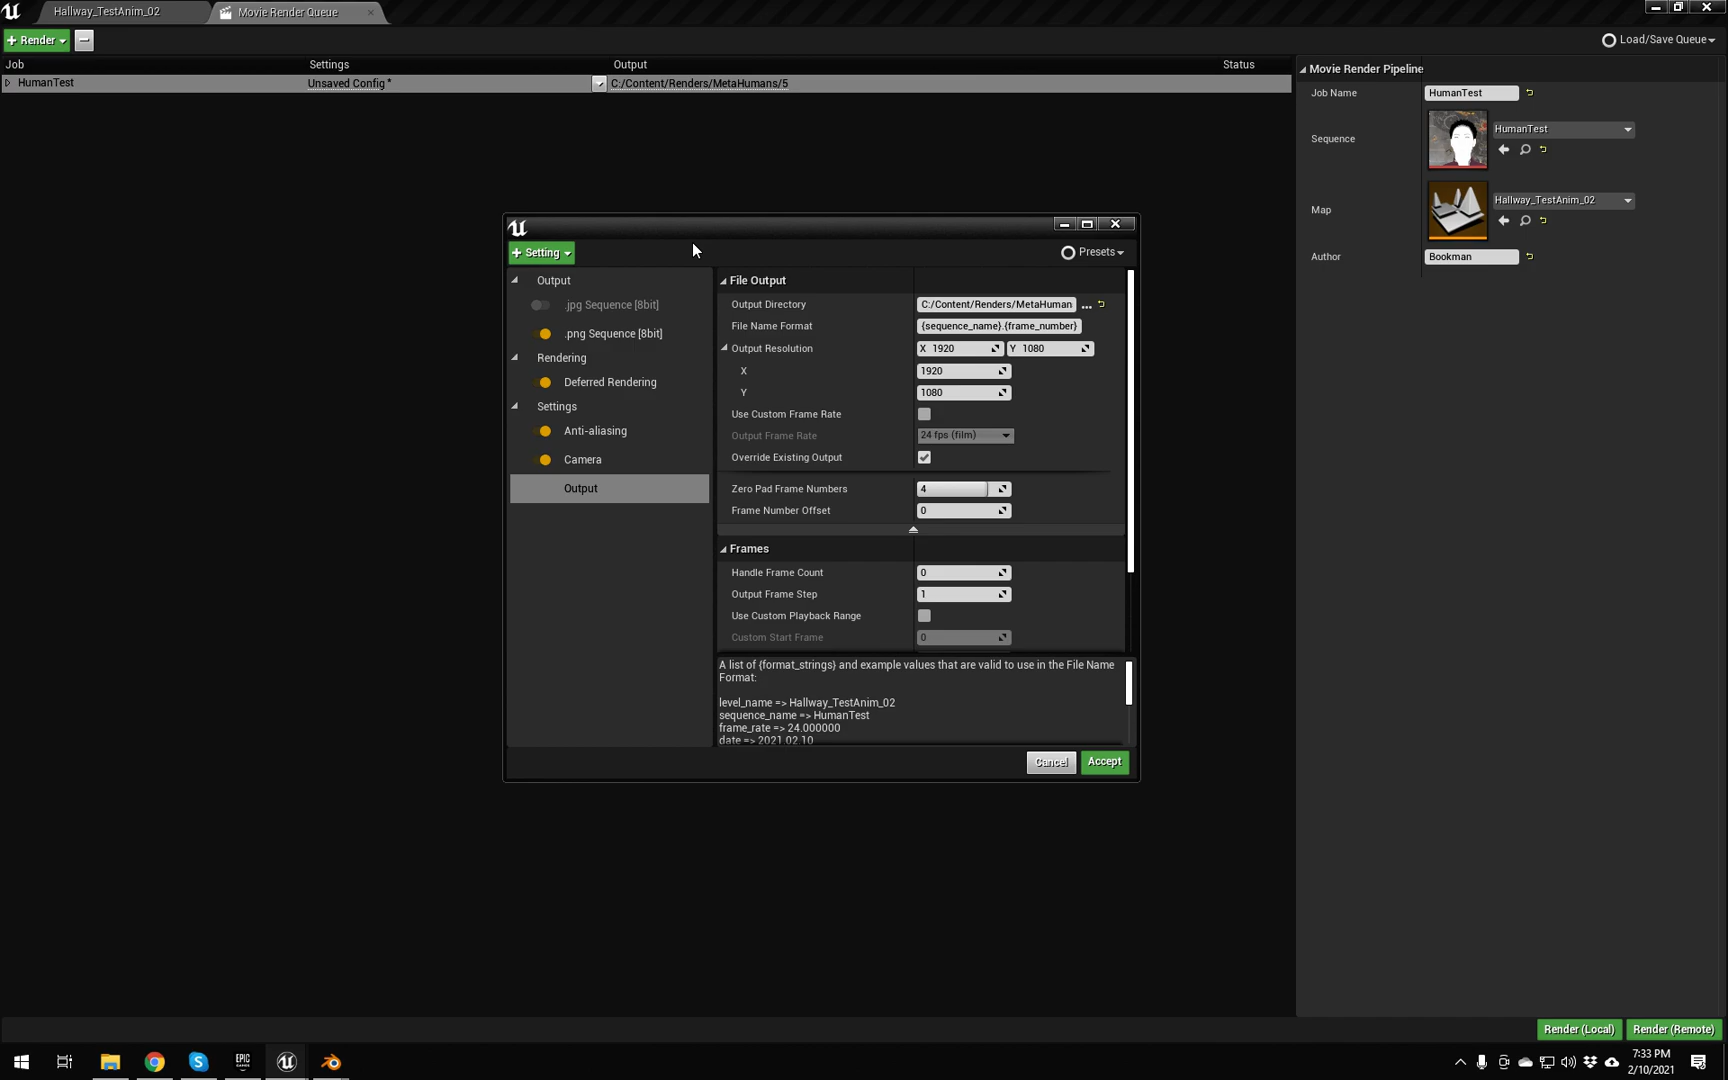 Hallway_TestAnim_02
Movie Render Queue
Render
Load/Save Queue
Job
Settings
Output
Status
HumanTest
Unsaved Config *
C:/Content/Renders/MetaHumans/5
Movie Render Pipeline
Job Name
HumanTest
Sequence
HumanTest
Map
Hallway_TestAnim_02
Author
Bookman
Setting
Presets
Output
.jpg Sequence [8bit]
.png Sequence [8bit]
Rendering
Deferred Rendering
Settings
Anti-aliasing
Camera
Output
File Output
Output Directory
C:/Content/Renders/MetaHuman
...
File Name Format
{sequence_name}.{frame_number}
Output Resolution
X 1920
Y 1080
X
1920
Y
1080
Use Custom Frame Rate
Output Frame Rate
24 fps (film)
Override Existing Output
Zero Pad Frame Numbers
4
Frame Number Offset
0
Frames
Handle Frame Count
0
Output Frame Step
1
Use Custom Playback Range
Custom Start Frame
0
A list of {format_strings} and example values that are valid to use in the File Name
Format:
level_name => Hallway_TestAnim_02
sequence_name => HumanTest
frame_rate => 24.000000
date => 2021.02.10
Cancel
Accept
Render (Local)
Render (Remote)
EPIC
GAMES
7:33 PM
2/10/2021